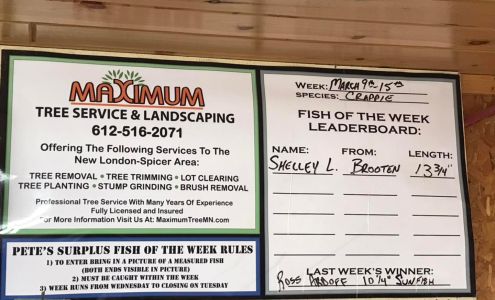 MAXIMUM
TREE SERVICE & LANDSCAPING
612-516-2071
Offering The Following Services To The
New London-Spicer Area:
TREE REMOVAL • TREE TRIMMING • LOT CLEARING
TREE PLANTING • STUMP GRINDING • BRUSH REMOVAL
Professional Tree Service With Many Years Of Experience
Fully Licensed and Insured
For More Information Visit Us At: MaximumTreeMN.com
PETE'S SURPLUS FISH OF THE WEEK RULES
1) TO ENTER BRING IN A PICTURE OF A MEASURED FISH
(BOTH ENDS VISIBLE IN PICTURE)
2) MUST BE CAUGHT WITHIN THE WEEK
3) WEEK RUNS FROM WEDNESDAY TO CLOSING ON TUESDAY
WEEK: MARCH 9th - 15th
SPECIES: CRAPPIE
FISH OF THE WEEK
LEADERBOARD:
NAME: FROM: LENGTH:
SHELLEY L. BROOTEN 13 3/4"
LAST WEEK'S WINNER:
ROSS 10 1/4" SUNFISH